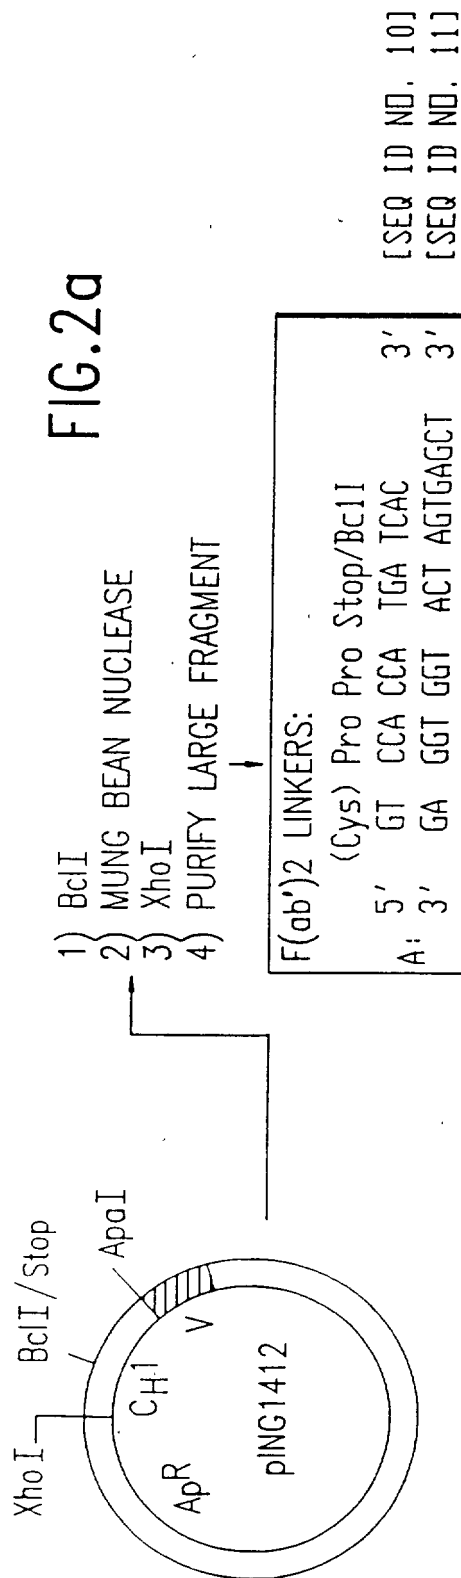 FIG.2a
XhoI
BclI/Stop
ApaI
CH1
V
ApR
pING1412
1) BclI
2) MUNG BEAN NUCLEASE
3) XhoI
4) PURIFY LARGE FRAGMENT
F(ab')2 LINKERS:
(Cys) Pro Pro Stop/BclI
A: 5' GT CCA CCA TGA TCAC 3' [SEQ ID NO. 10]
3' GA GGT GGT ACT AGTGAGCT 3' [SEQ ID NO. 11]